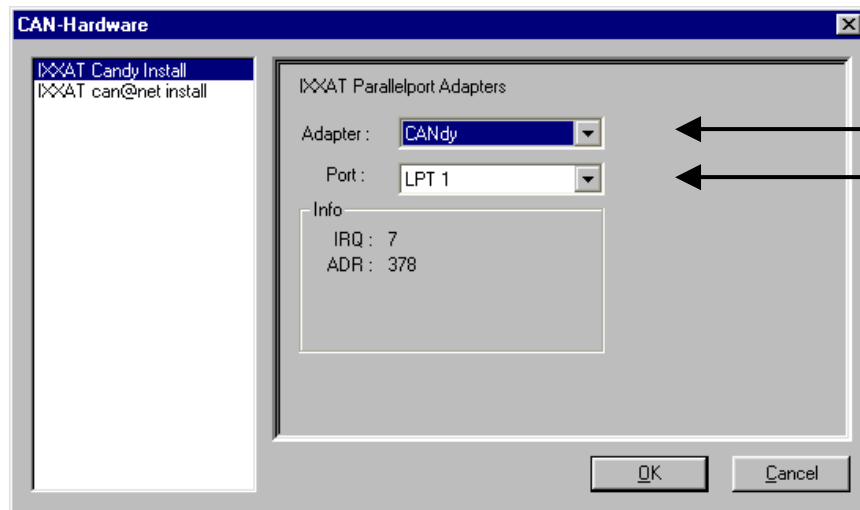 CAN-Hardware
IXXAT Candy Install
IXXAT can@net install
IXXAT Parallelport Adapters
Adapter : CANdy
Port : LPT 1
Info
IRQ : 7
ADR : 378
OK Cancel